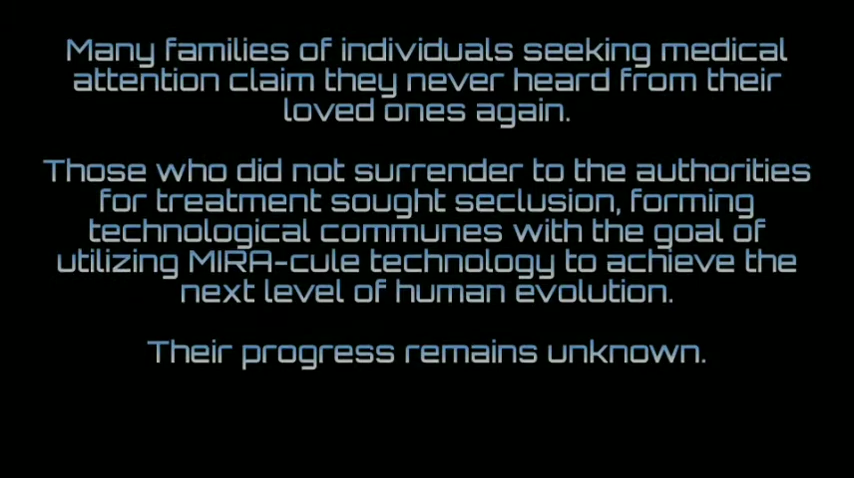 Many families of individuals seeking medical
attention claim they never heard from their
loved ones again.
Those who did not surrender to the authorities
for treatment sought seclusion, forming
technological communes with the goal of
utilizing MIRA-cule technology to achieve the
next level of human evolution.
Their progress remains unknown.